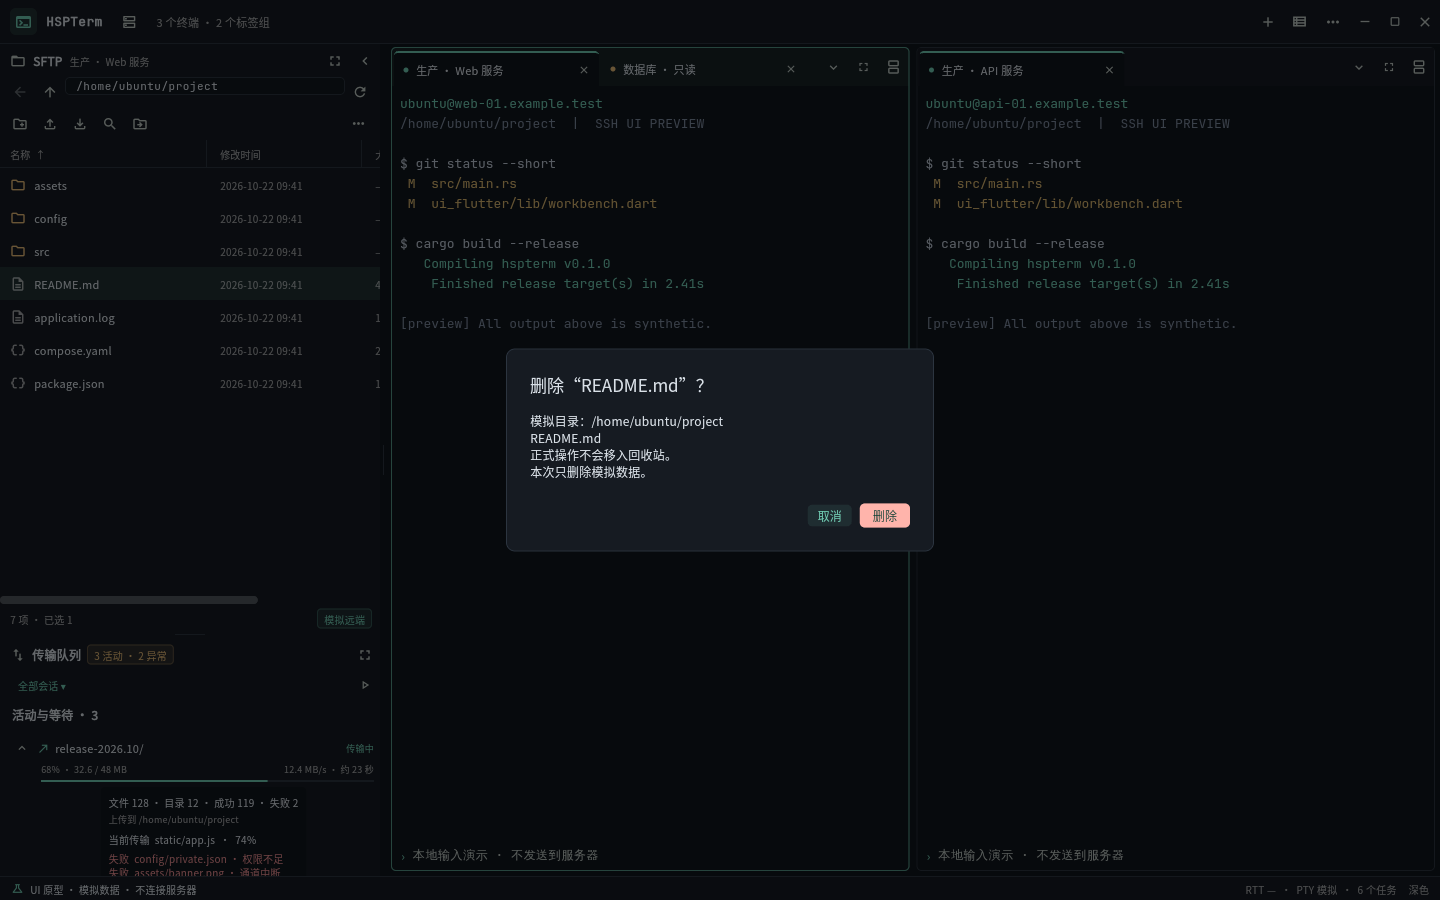 HSPTerm
3 个终端 · 2 个标签组
SFTP 生产 · Web 服务
/home/ubuntu/project
名称 ↑ 修改时间
assets 2026-10-22 09:41 –
config 2026-10-22 09:41 –
src 2026-10-22 09:41 –
README.md 2026-10-22 09:41 4
application.log 2026-10-22 09:41 1
compose.yaml 2026-10-22 09:41 2
package.json 2026-10-22 09:41 1
7 项 · 已选 1 模拟远端
传输队列 3 活动 · 2 异常
全部会话 ▾
活动与等待 · 3
release-2026.10/ 传输中
68% · 32.6 / 48 MB 12.4 MB/s · 约 23 秒
文件 128 · 目录 12 · 成功 119 · 失败 2
上传到 /home/ubuntu/project
当前传输 static/app.js · 74%
失败 config/private.json · 权限不足
失败 assets/banner.png · 通道中断
生产 · Web 服务
数据库 · 只读
ubuntu@web-01.example.test
/home/ubuntu/project | SSH UI PREVIEW
$ git status --short
M src/main.rs
M ui_flutter/lib/workbench.dart
$ cargo build --release
Compiling hspterm v0.1.0
Finished release target(s) in 2.41s
[preview] All output above is synthetic.
› 本地输入演示 · 不发送到服务器
生产 · API 服务
ubuntu@api-01.example.test
/home/ubuntu/project | SSH UI PREVIEW
$ git status --short
M src/main.rs
M ui_flutter/lib/workbench.dart
$ cargo build --release
Compiling hspterm v0.1.0
Finished release target(s) in 2.41s
[preview] All output above is synthetic.
› 本地输入演示 · 不发送到服务器
删除“README.md”？
模拟目录：/home/ubuntu/project
README.md
正式操作不会移入回收站。
本次只删除模拟数据。
取消 删除
UI 原型 · 模拟数据 · 不连接服务器
RTT — · PTY 模拟 · 6 个任务 深色